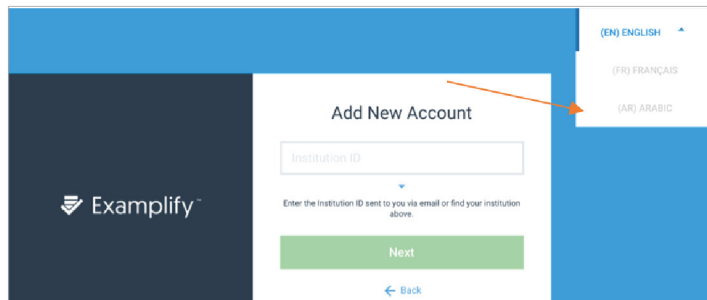 (EN) ENGLISH
(FR) FRANÇAIS
(AR) ARABIC
Add New Account
Institution ID
Enter the Institution ID sent to you via email or find your institution
above.
Next
Back
Examplify™